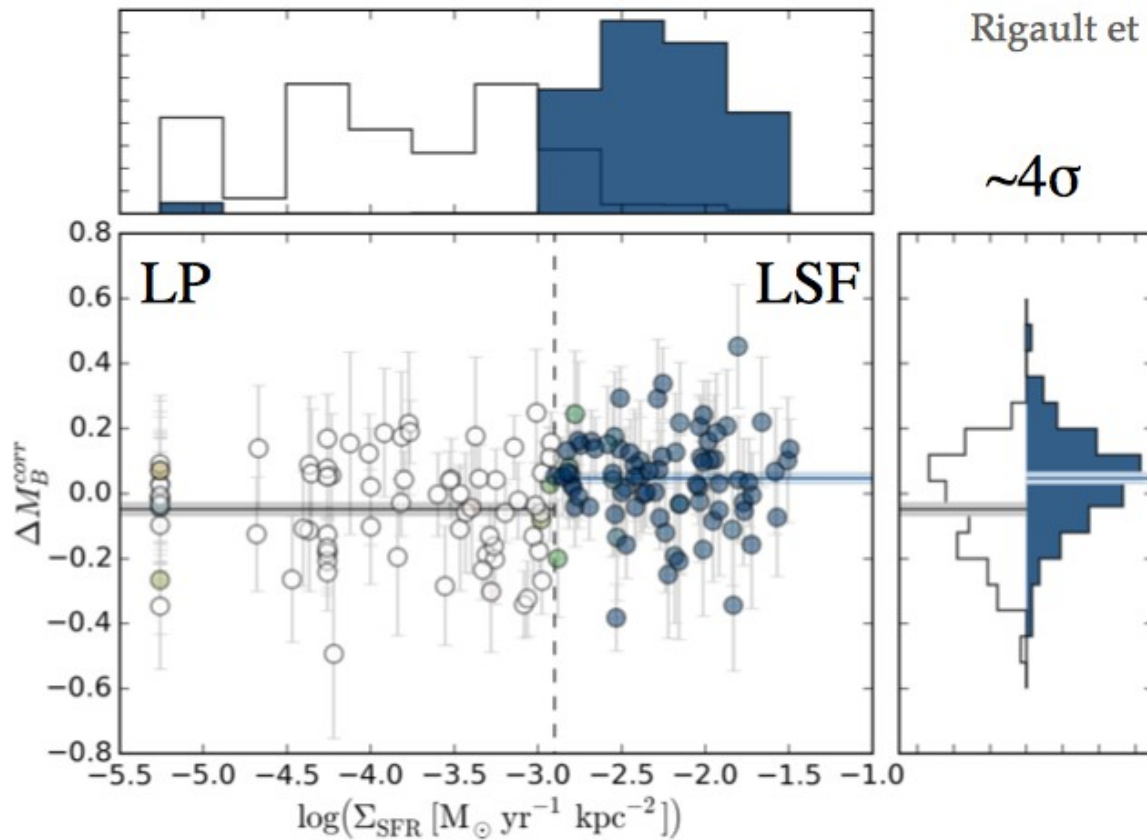 Rigault et
~4σ
LP
LSF
0.8
0.6
0.4
0.2
0.0
−0.2
−0.4
−0.6
−0.8
ΔM_B^{corr}
−5.5 −5.0 −4.5 −4.0 −3.5 −3.0 −2.5 −2.0 −1.5 −1.0
log(Σ_SFR [M_⊙ yr⁻¹ kpc⁻²])